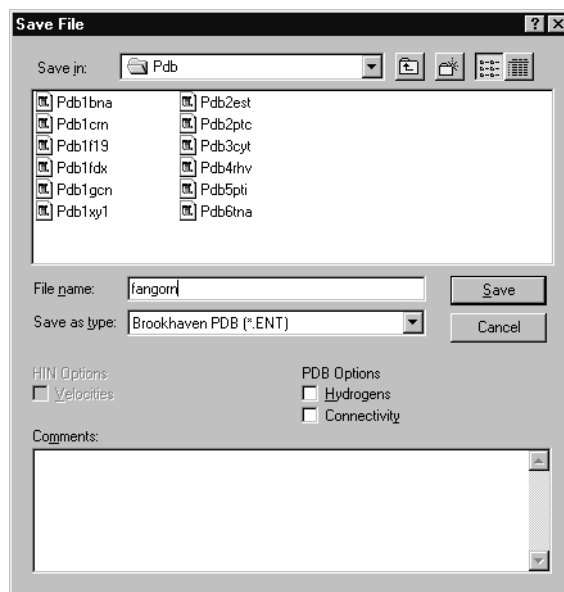 Save File
Save in: Pdb
Pdb1bna Pdb2est
Pdb1crn Pdb2ptc
Pdb1f19 Pdb3cyt
Pdb1fdx Pdb4rhv
Pdb1gcn Pdb5pti
Pdb1xy1 Pdb6tna
File name: fangorn Save
Save as type: Brookhaven PDB (*.ENT) Cancel
HIN Options PDB Options
Velocities Hydrogens
Connectivity
Comments: